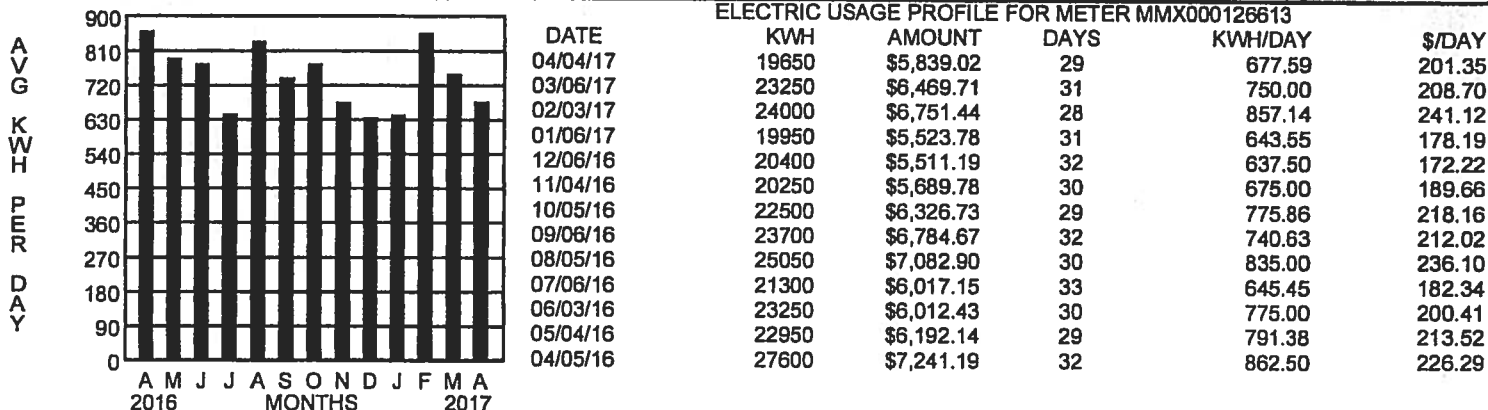 ELECTRIC USAGE PROFILE FOR METER MMX000126613
AVG KWH PER DAY
900
810
720
630
540
450
360
270
180
90
0
A M J J A S O N D J F M A
2016 MONTHS 2017
DATE KWH AMOUNT DAYS KWH/DAY $/DAY
04/04/17 19650 $5,839.02 29 677.59 201.35
03/06/17 23250 $6,469.71 31 750.00 208.70
02/03/17 24000 $6,751.44 28 857.14 241.12
01/06/17 19950 $5,523.78 31 643.55 178.19
12/06/16 20400 $5,511.19 32 637.50 172.22
11/04/16 20250 $5,689.78 30 675.00 189.66
10/05/16 22500 $6,326.73 29 775.86 218.16
09/06/16 23700 $6,784.67 32 740.63 212.02
08/05/16 25050 $7,082.90 30 835.00 236.10
07/06/16 21300 $6,017.15 33 645.45 182.34
06/03/16 23250 $6,012.43 30 775.00 200.41
05/04/16 22950 $6,192.14 29 791.38 213.52
04/05/16 27600 $7,241.19 32 862.50 226.29